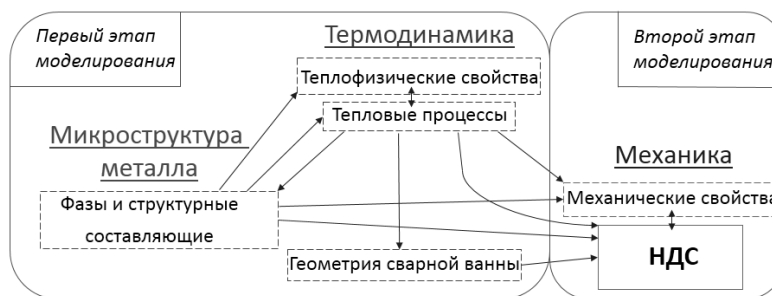 Первый этап
моделирования
Термодинамика
Теплофизические свойства
Тепловые процессы
Микроструктура
металла
Фазы и структурные
составляющие
Геометрия сварной ванны
Второй этап
моделирования
Механика
Механические свойства
НДС